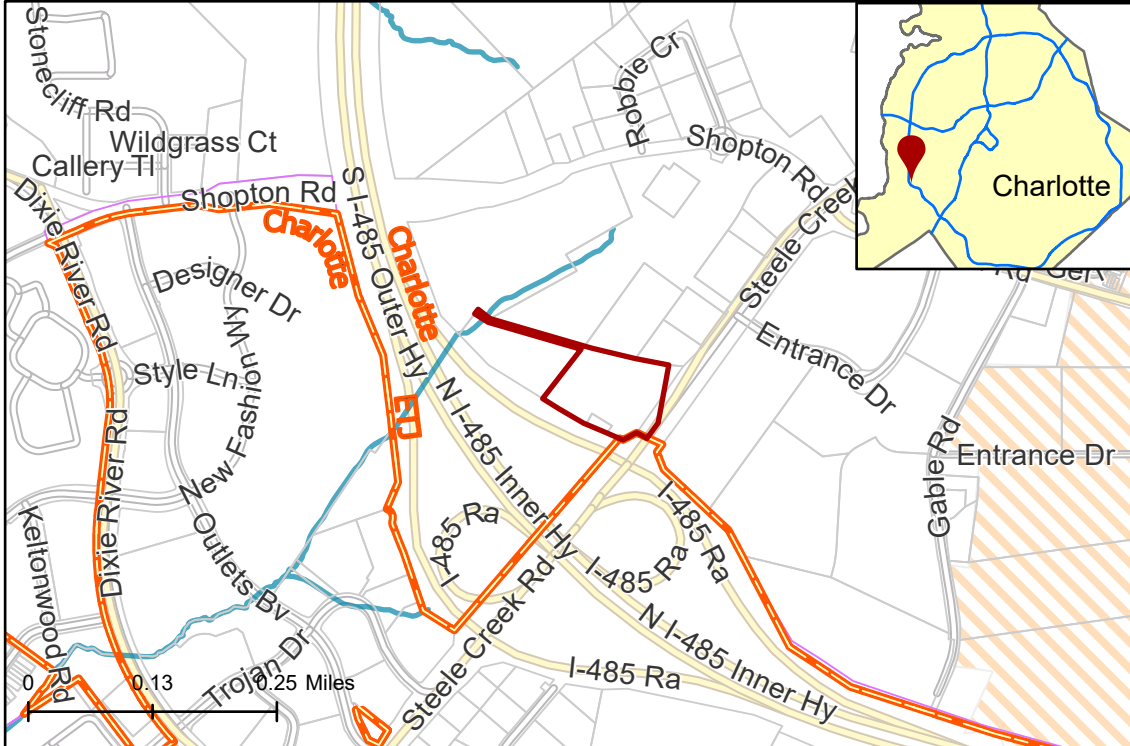 Stonecliff Rd
Wildgrass Ct
Callery Tl
Shopton Rd
Dixie River Rd
Charlotte
S I-485 Outer Hy
Charlotte
Robbie Cr
Shopton Rd
Steele Creek
Charlotte
Designer Dr
New Fashion Wy
Style Ln
Dixie River Rd
ETJ
N I-485 Inner Hy
Entrance Dr
Gable Rd
Entrance Dr
I-485 Ra
I-485 Ra
I-485 Ra
Keltonwood Rd
Outlets Bv
Trojan Dr
Steele Creek Rd
N I-485 Inner Hy
I-485 Ra
0 0.13 0.25 Miles